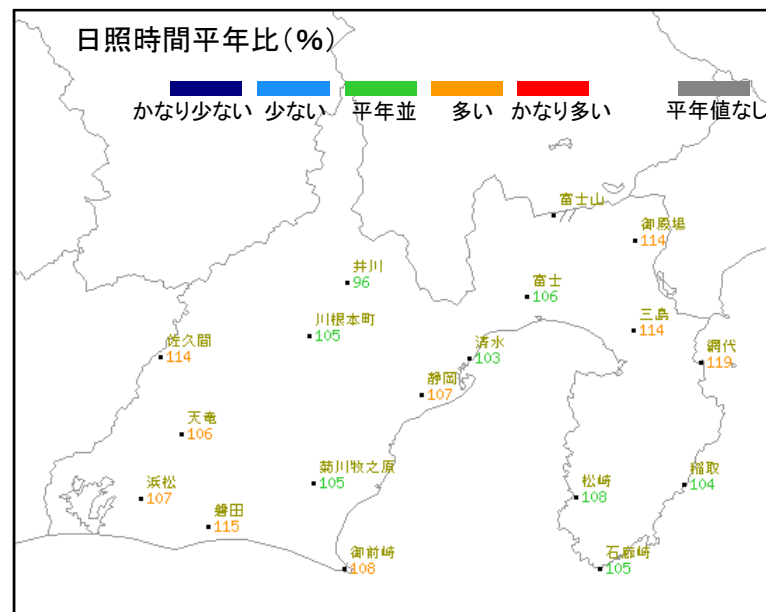 日照時間平年比(%)
かなり少ない 少ない 平年並 多い かなり多い 平年値なし
富士山
御殿場
114
井川
96
富士
106
川根本町
105
三島
114
佐久間
114
清水
103
網代
119
静岡
107
天竜
106
菊川牧之原
105
浜松
107
松崎
108
稲取
104
磐田
115
御前崎
108
石廊崎
105